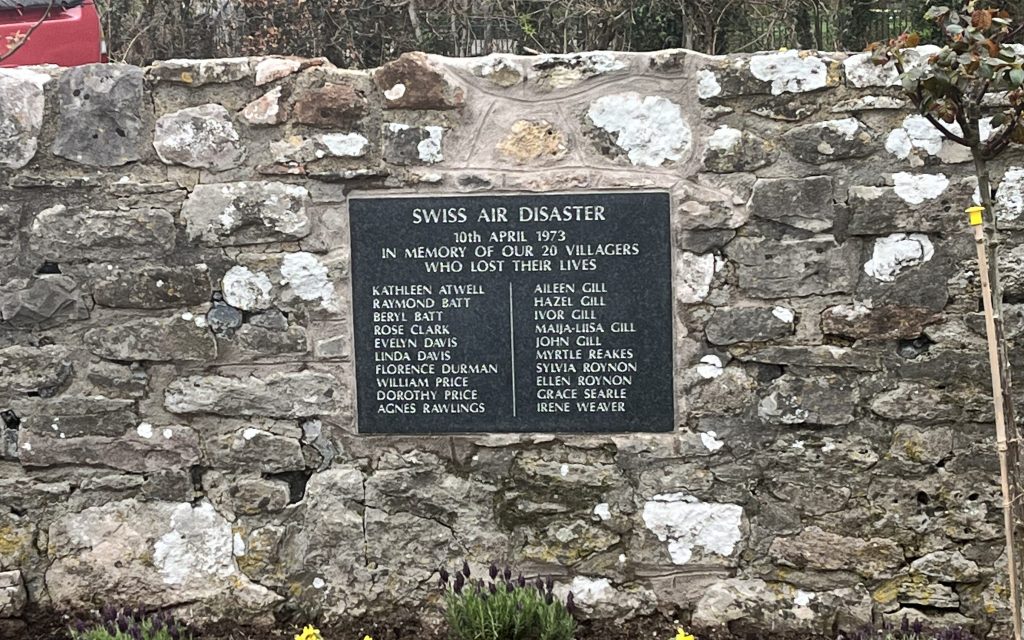 SWISS AIR DISASTER
10th APRIL 1973
IN MEMORY OF OUR 20 VILLAGERS
WHO LOST THEIR LIVES
KATHLEEN ATWELL
RAYMOND BATT
BERYL BATT
ROSE CLARK
EVELYN DAVIS
LINDA DAVIS
FLORENCE DURMAN
WILLIAM PRICE
DOROTHY PRICE
AGNES RAWLINGS
AILEEN GILL
HAZEL GILL
IVOR GILL
MAIJA-LIISA GILL
JOHN GILL
MYRTLE REAKES
SYLVIA ROYNON
ELLEN ROYNON
GRACE SEARLE
IRENE WEAVER